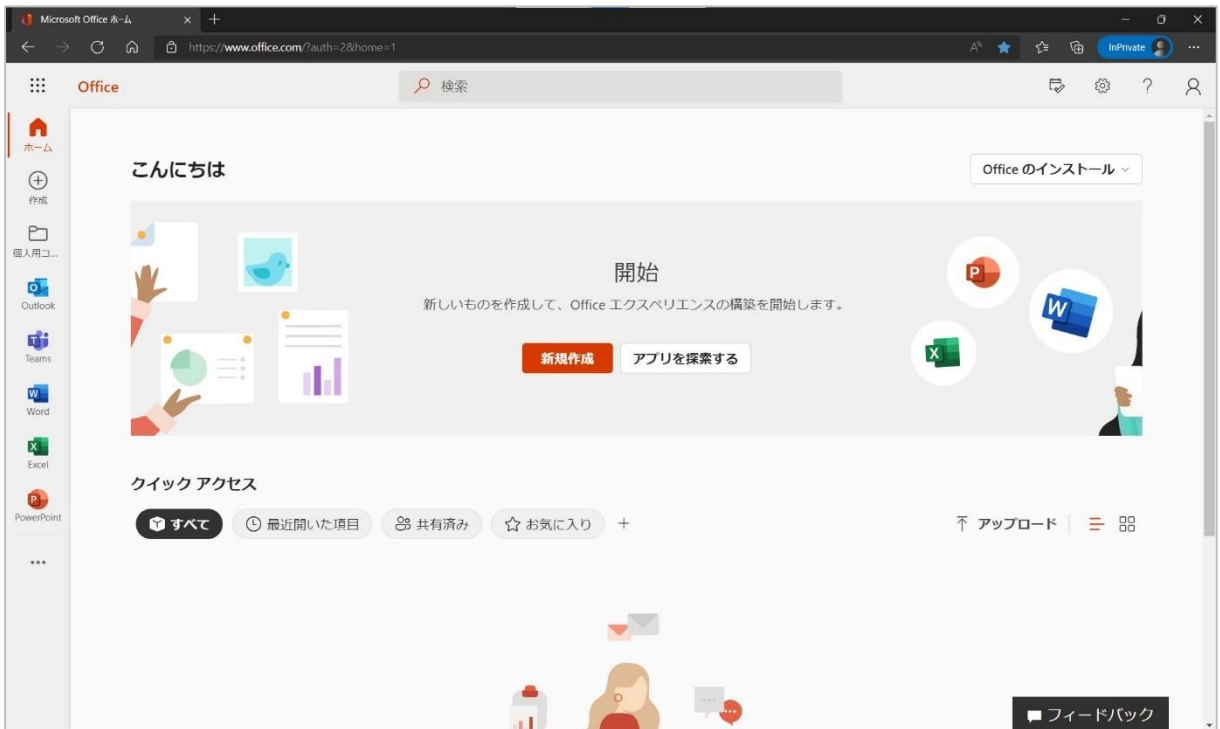 Microsoft Office ホーム
https://www.office.com/?auth=2&home=1
InPrivate
Office
検索
ホーム
作成
個人用コ...
Outlook
Teams
Word
Excel
PowerPoint
こんにちは
Office のインストール
開始
新しいものを作成して、Office エクスペリエンスの構築を開始します。
新規作成
アプリを探索する
P
W
X
クイック アクセス
すべて
最近開いた項目
共有済み
お気に入り
アップロード
フィードバック